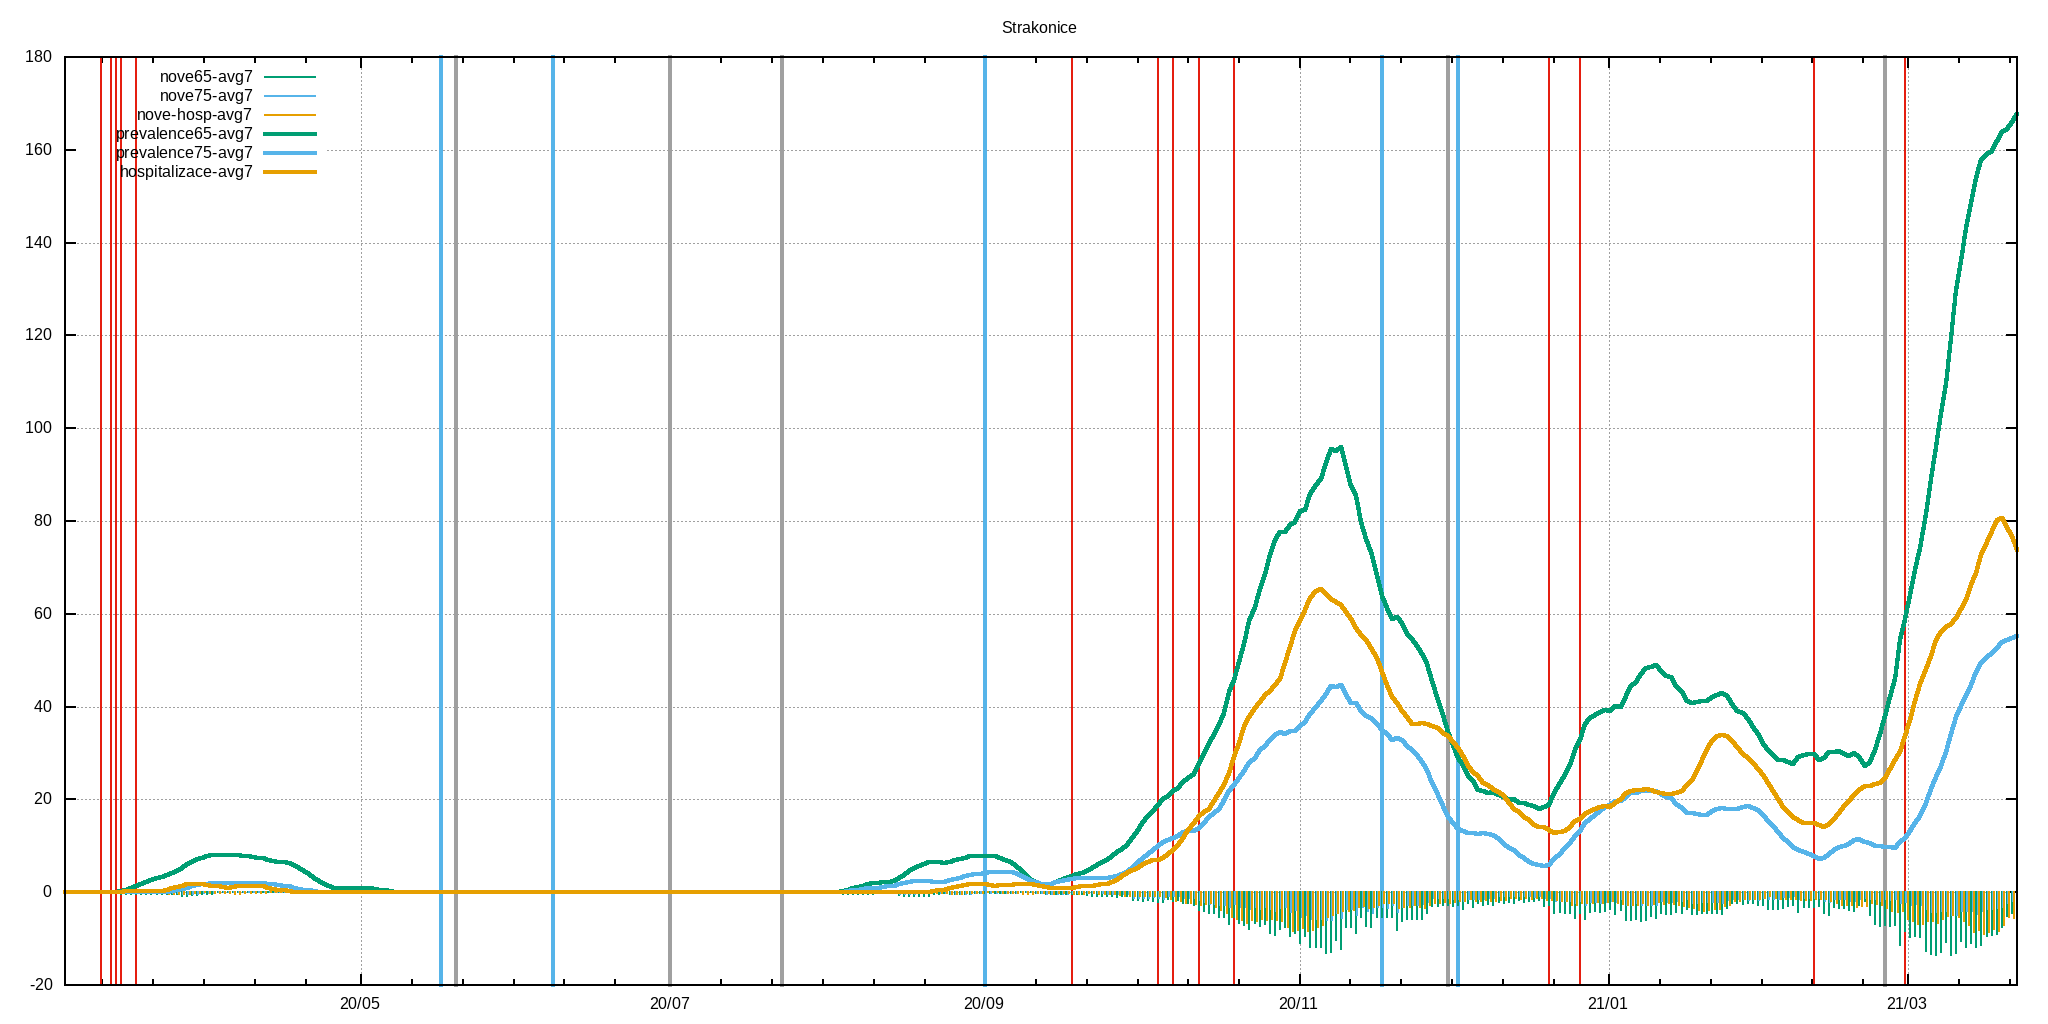 Strakonice
180
160
140
120
100
80
60
40
20
0
-20
nove65-avg7
nove75-avg7
nove-hosp-avg7
prevalence65-avg7
prevalence75-avg7
hospitalizace-avg7
20/05 20/07 20/09 20/11 21/01 21/03